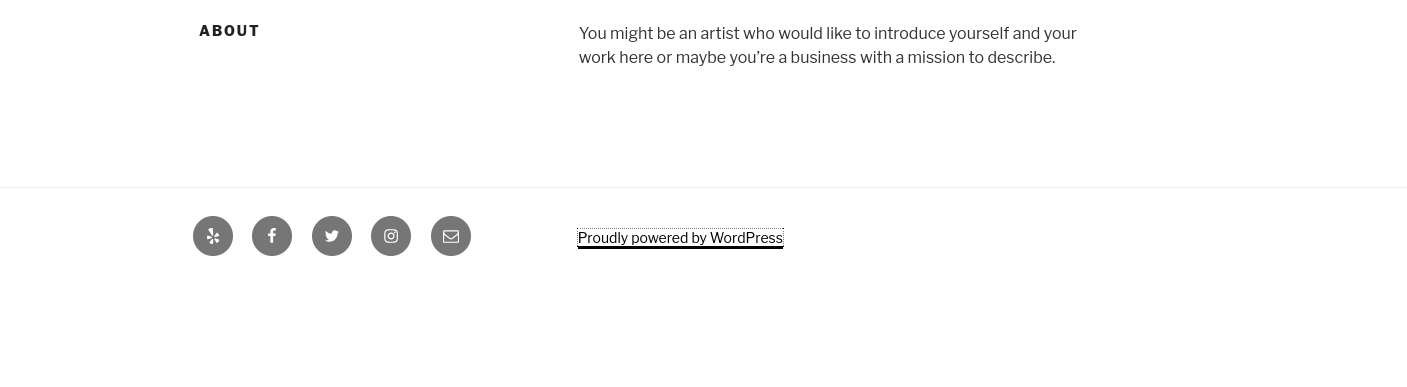 ABOUT
You might be an artist who would like to introduce yourself and your
work here or maybe you’re a business with a mission to describe.
Proudly powered by WordPress